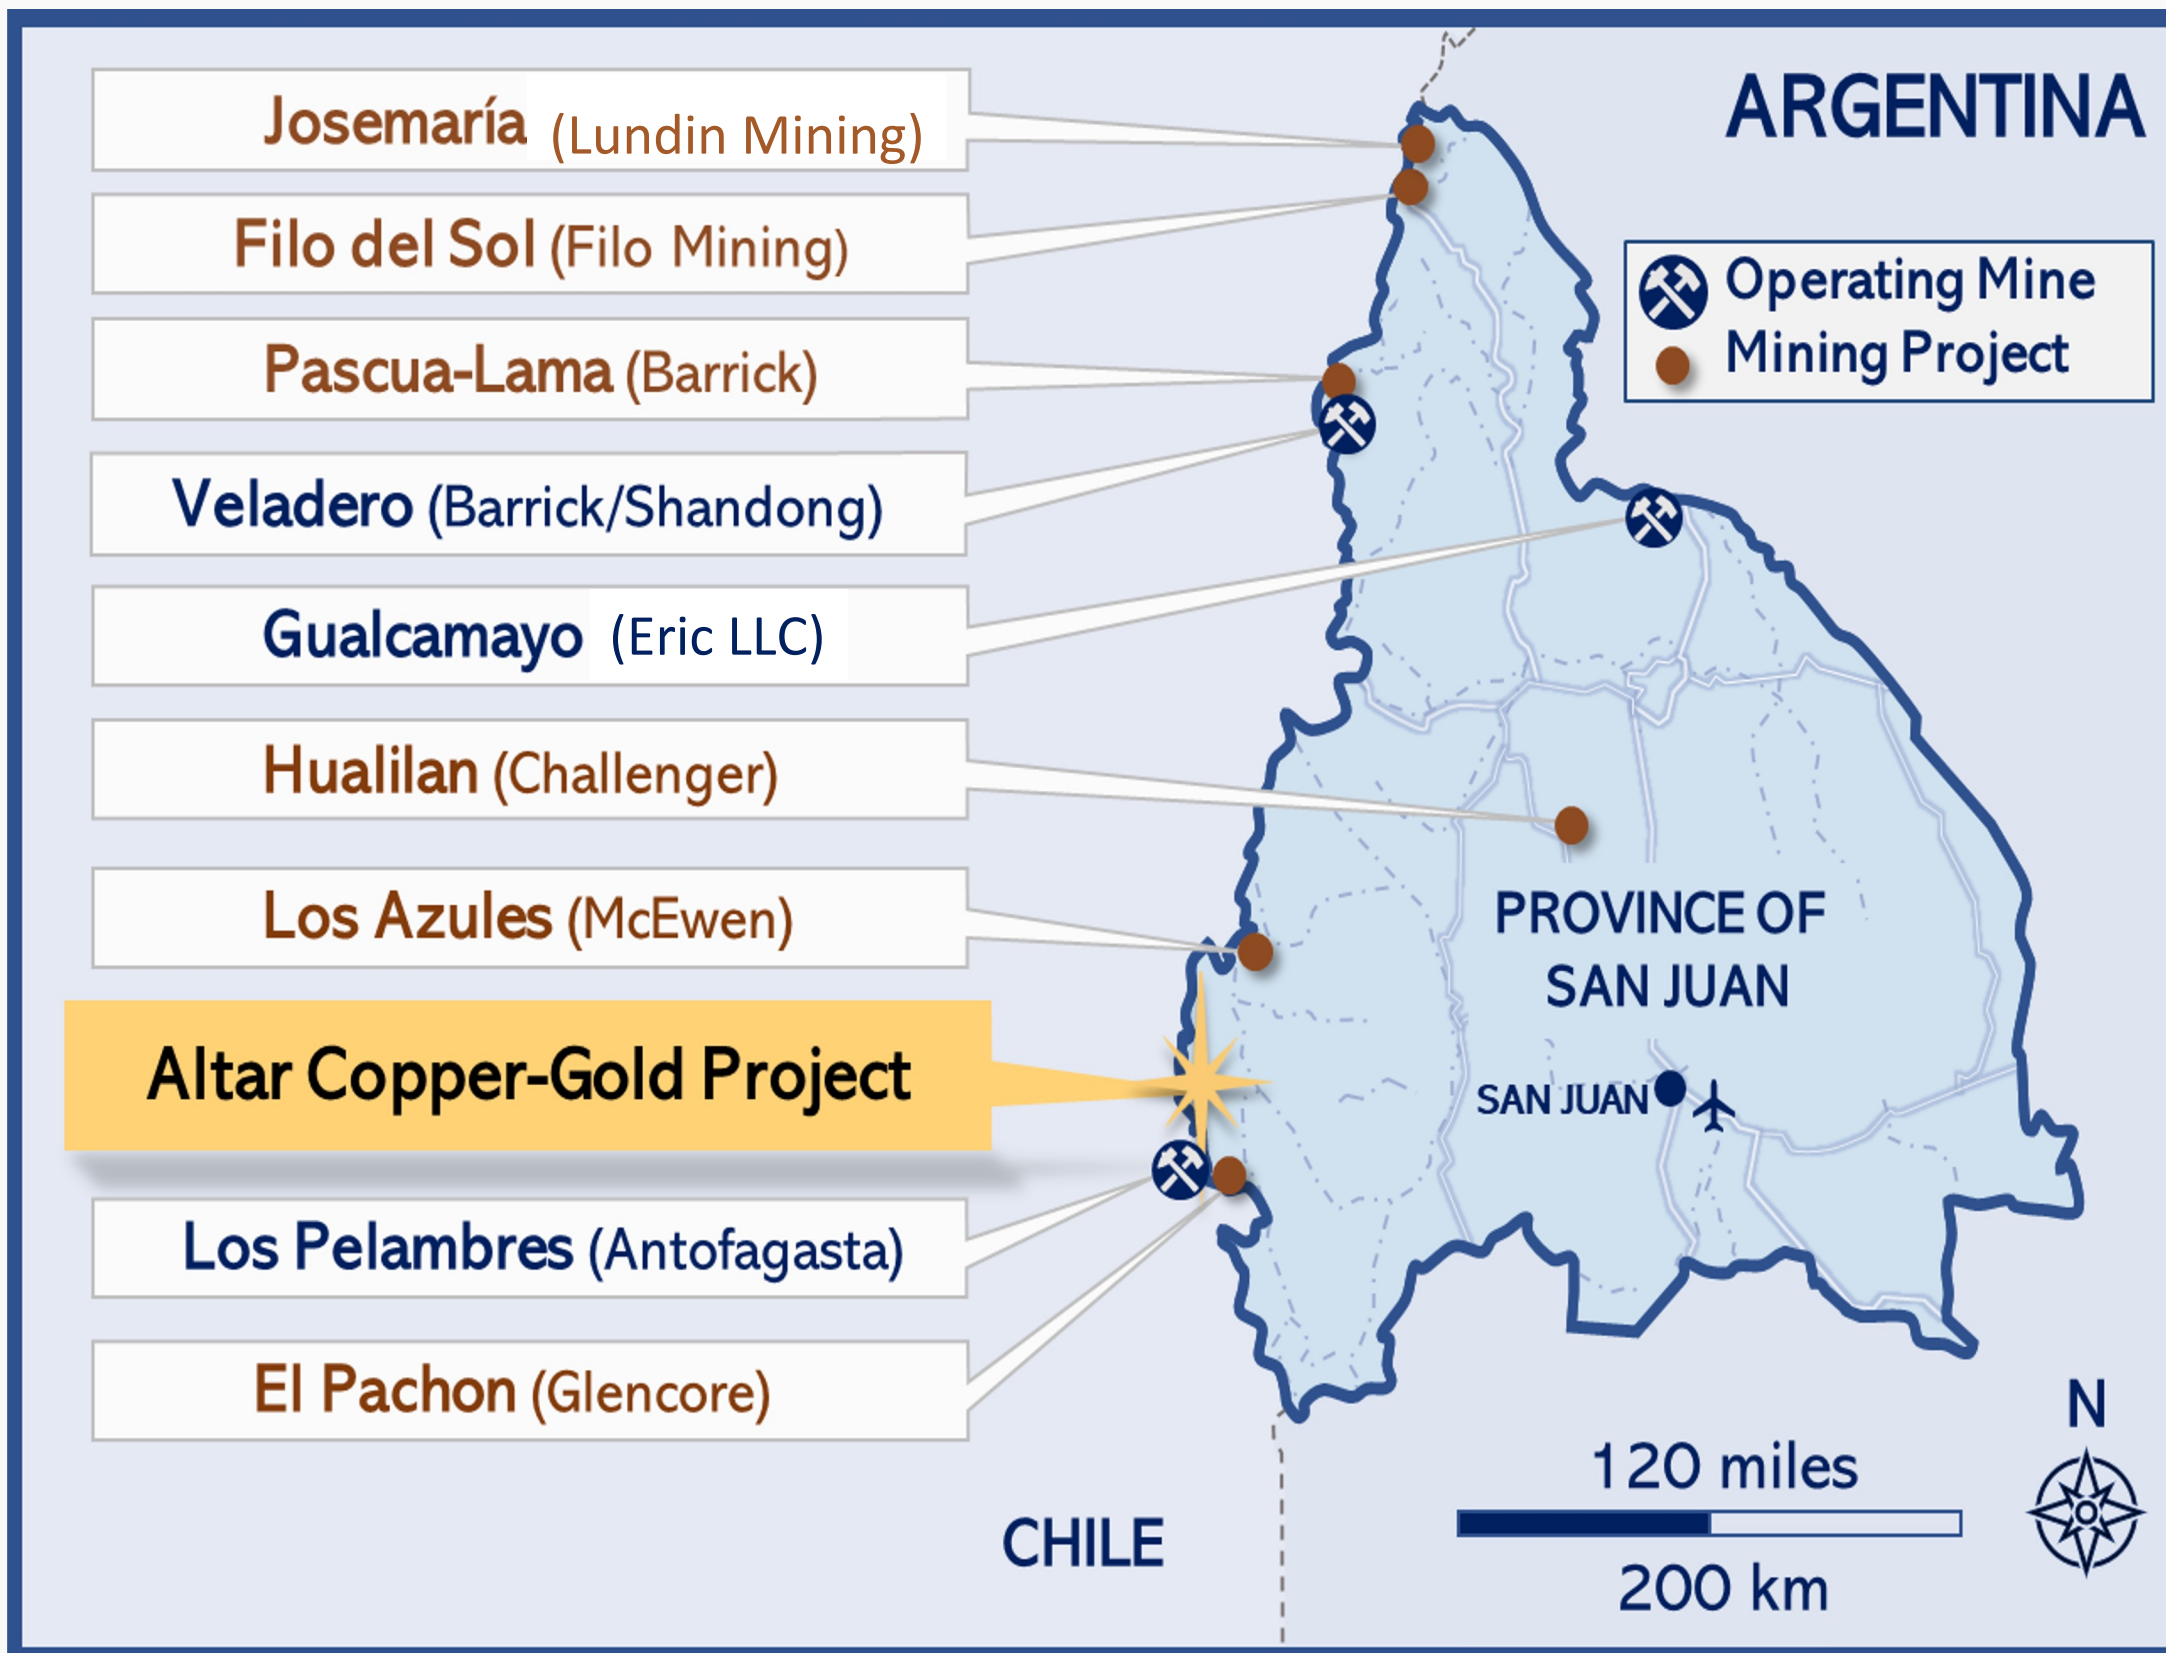 ARGENTINA
Josemaría (Lundin Mining)
Filo del Sol (Filo Mining)
Pascua-Lama (Barrick)
Veladero (Barrick/Shandong)
Gualcamayo (Eric LLC)
Hualilan (Challenger)
Los Azules (McEwen)
Altar Copper-Gold Project
Los Pelambres (Antofagasta)
El Pachon (Glencore)
Operating Mine
Mining Project
PROVINCE OF
SAN JUAN
SAN JUAN
CHILE
N
120 miles
200 km